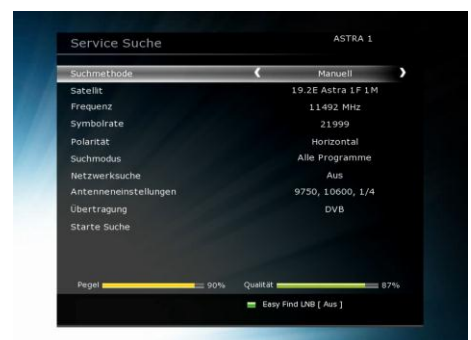 Service Suche ASTRA 1
Suchmethode ❮ Manuell ❯
Satellit 19.2E Astra 1F 1M
Frequenz 11492 MHz
Symbolrate 21999
Polarität Horizontal
Suchmodus Alle Programme
Netzwerksuche Aus
Antenneneinstellungen 9750, 10600, 1/4
Übertragung DVB
Starte Suche
Pegel 90% Qualität 87%
Easy Find LNB [ Aus ]